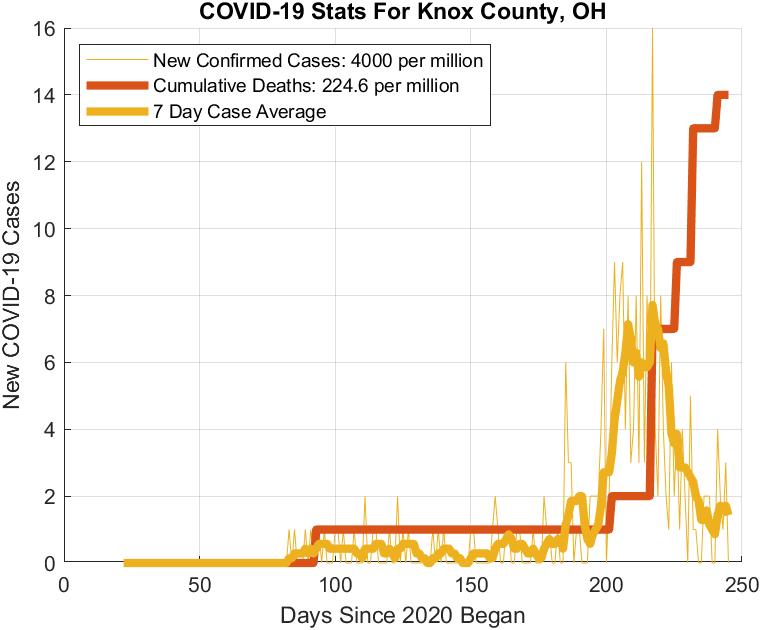 COVID-19 Stats For Knox County, OH
New Confirmed Cases: 4000 per million
Cumulative Deaths: 224.6 per million
7 Day Case Average
New COVID-19 Cases
16
14
12
10
8
6
4
2
0
0 50 100 150 200 250
Days Since 2020 Began